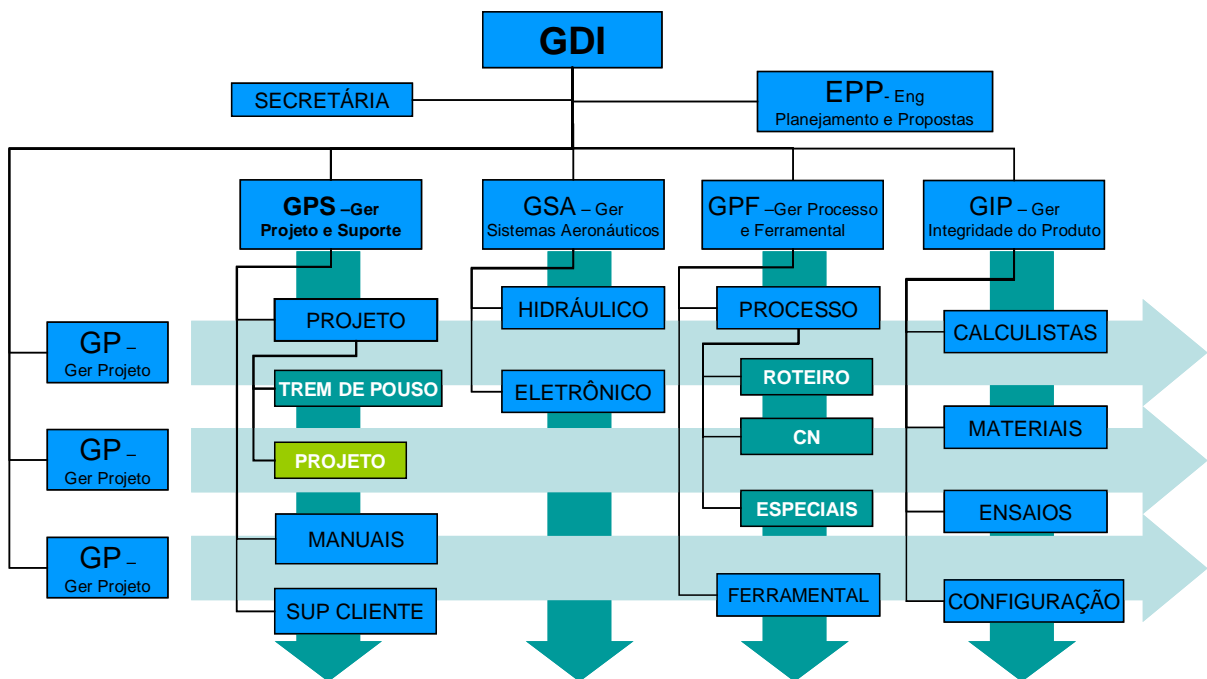 GDI
SECRETÁRIA
EPP- Eng
Planejamento e Propostas
GPS –Ger
Projeto e Suporte
GSA – Ger
Sistemas Aeronáuticos
GPF –Ger Processo
e Ferramental
GIP – Ger
Integridade do Produto
GP –
Ger Projeto
GP –
Ger Projeto
GP –
Ger Projeto
PROJETO
TREM DE POUSO
PROJETO
MANUAIS
SUP CLIENTE
HIDRÁULICO
ELETRÔNICO
PROCESSO
ROTEIRO
CN
ESPECIAIS
FERRAMENTAL
CALCULISTAS
MATERIAIS
ENSAIOS
CONFIGURAÇÃO